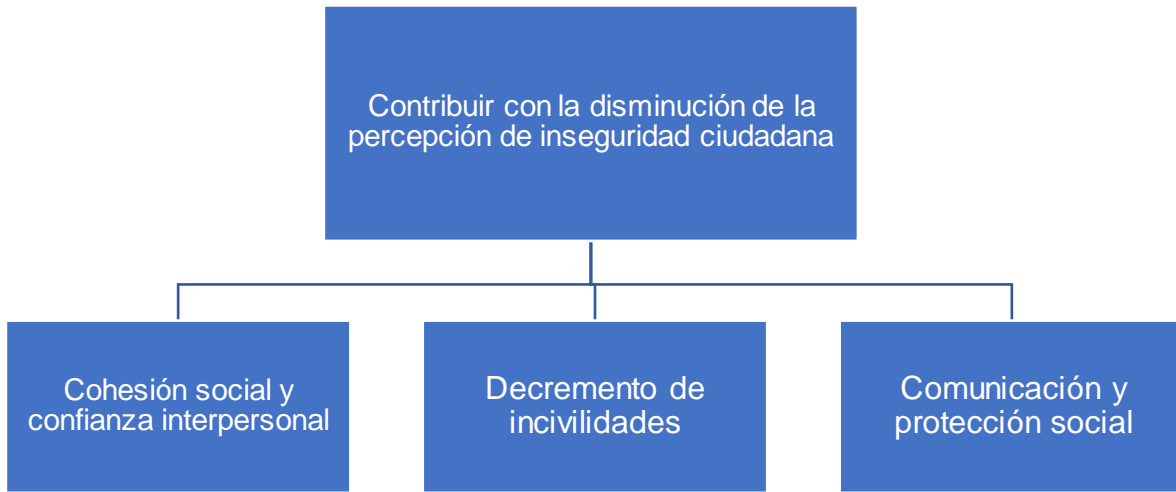 Contribuir con la disminución de la
percepción de inseguridad ciudadana
Cohesión social y
confianza interpersonal
Decremento de
incivilidades
Comunicación y
protección social